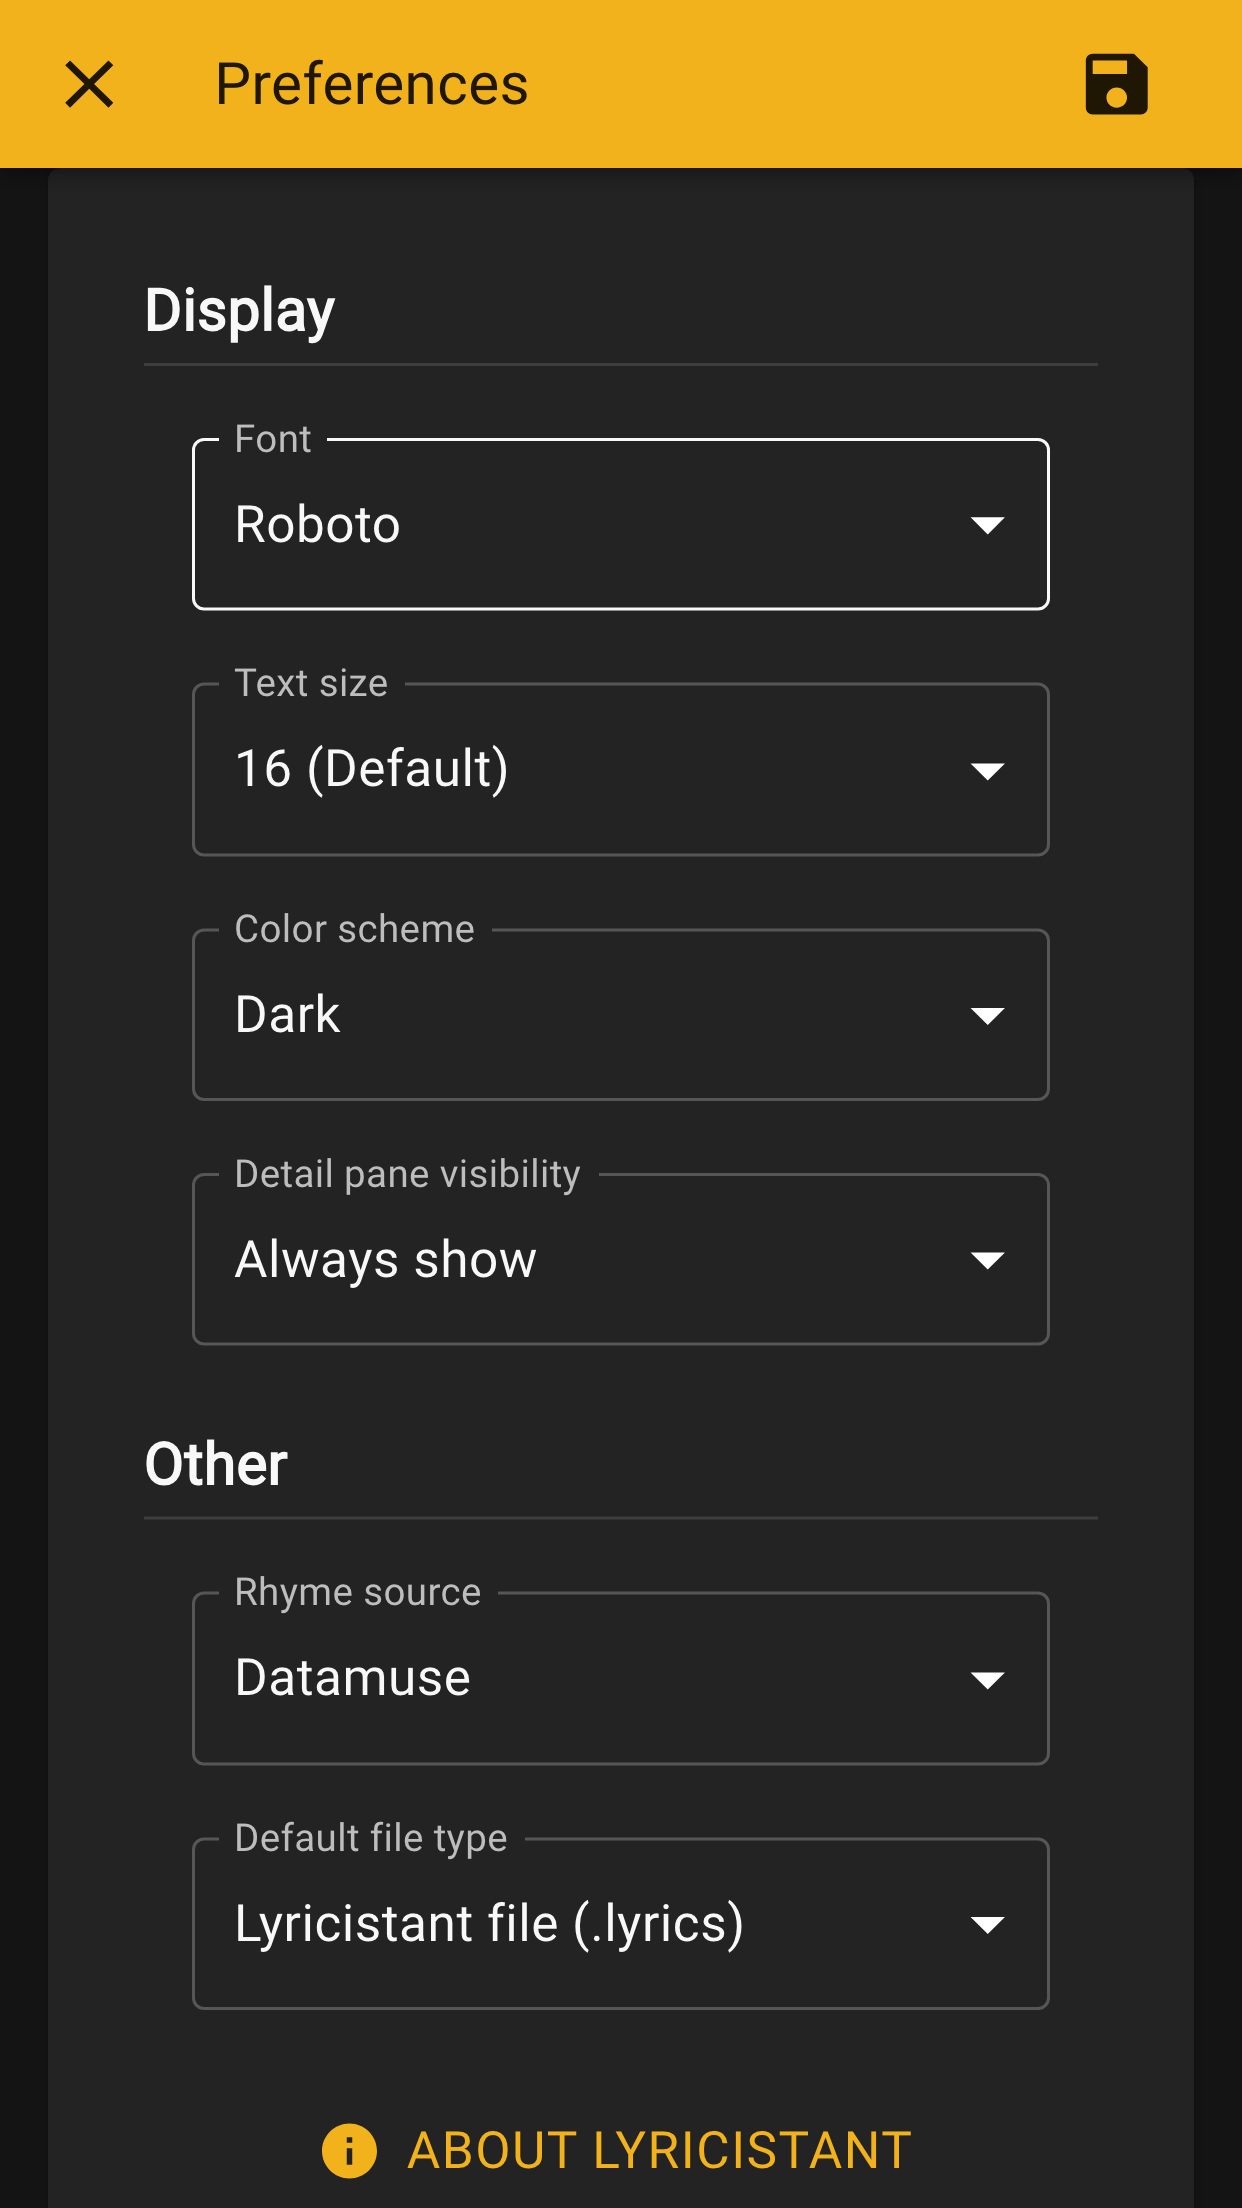 Preferences
Display
Font
Roboto
Text size
16 (Default)
Color scheme
Dark
Detail pane visibility
Always show
Other
Rhyme source
Datamuse
Default file type
Lyricistant file (.lyrics)
ABOUT LYRICISTANT